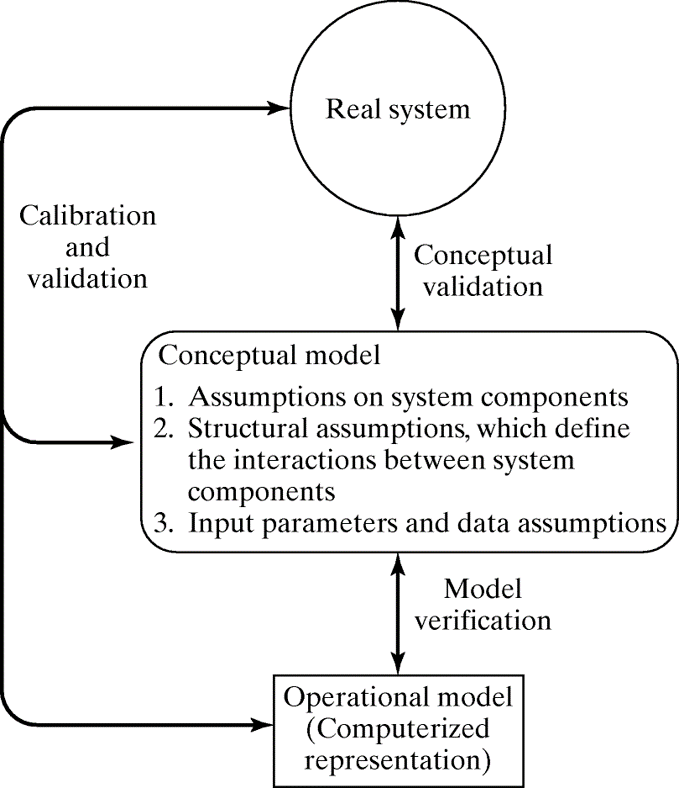 Real system
Calibration
and
validation
Conceptual
validation
Conceptual model
1. Assumptions on system components
2. Structural assumptions, which define
the interactions between system
components
3. Input parameters and data assumptions
Model
verification
Operational model
(Computerized
representation)